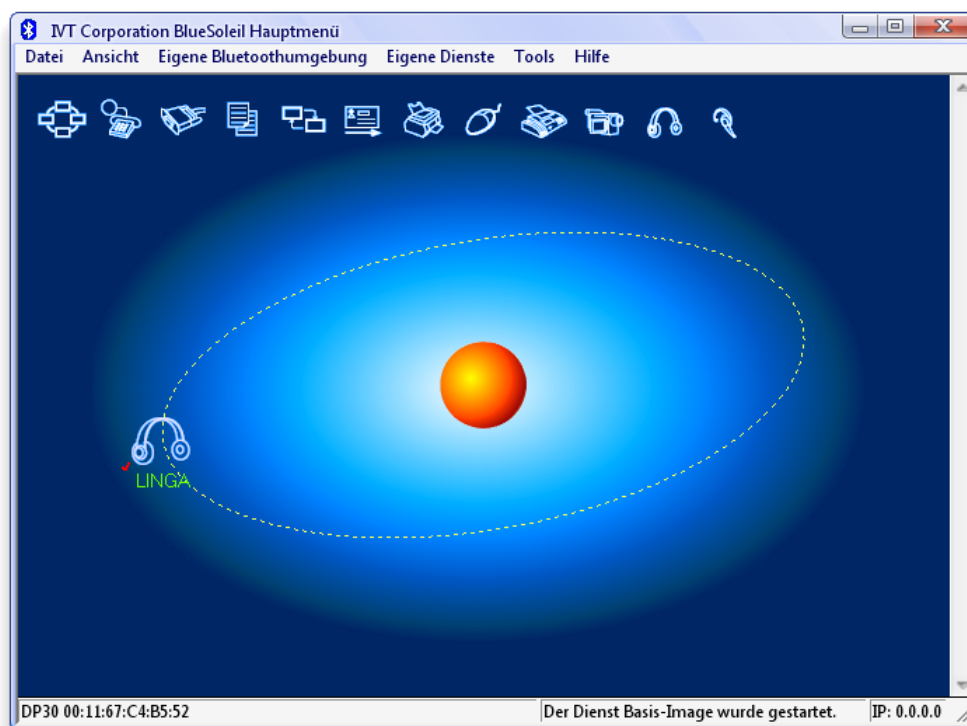 IVT Corporation BlueSoleil Hauptmenü
Datei Ansicht Eigene Bluetoothumgebung Eigene Dienste Tools Hilfe
LINGA
DP30 00:11:67:C4:B5:52 Der Dienst Basis-Image wurde gestartet. IP: 0.0.0.0